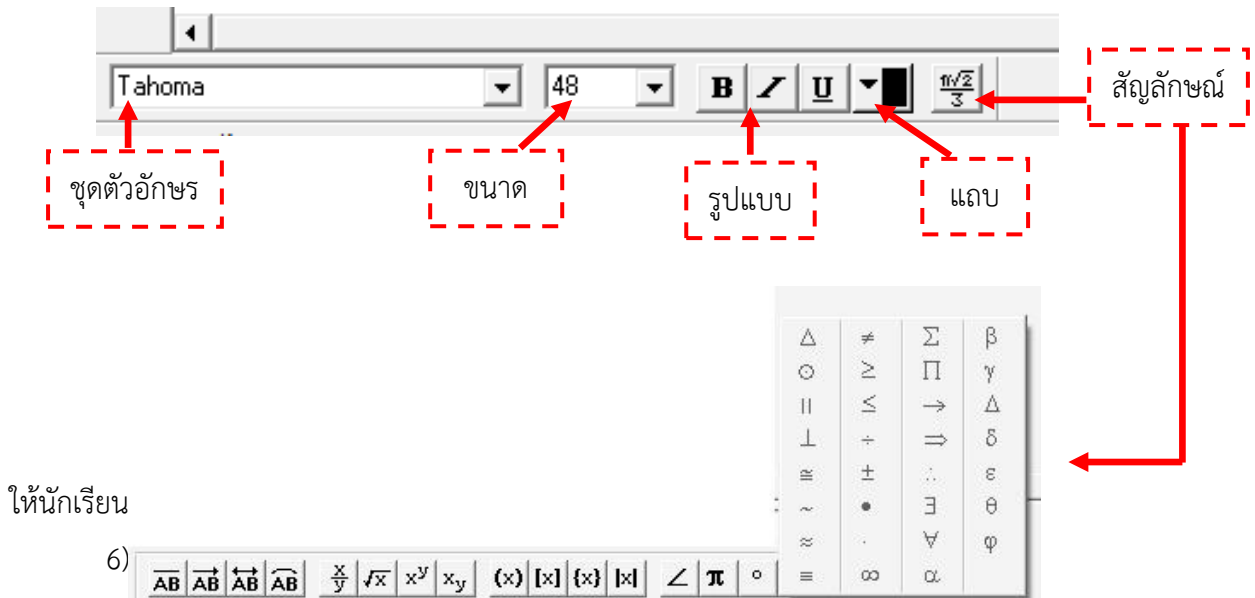 Tahoma 48 B I U π√2/3 สัญลักษณ์
ชุดตัวอักษร ขนาด รูปแบบ แถบ
Δ ≠ Σ β
⊙ ≥ Π γ
|| ≤ → Δ
⊥ ÷ ⇒ δ
≅ ± ∴ ε
ให้นักเรียน
~ • ∃ θ
≈ · ∀ φ
≡ ∞ α
6) AB AB AB AB x/y √x x^y x_y (x) [x] {x} |x| ∠ π °